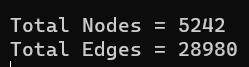 Total Nodes = 5242
Total Edges = 28980